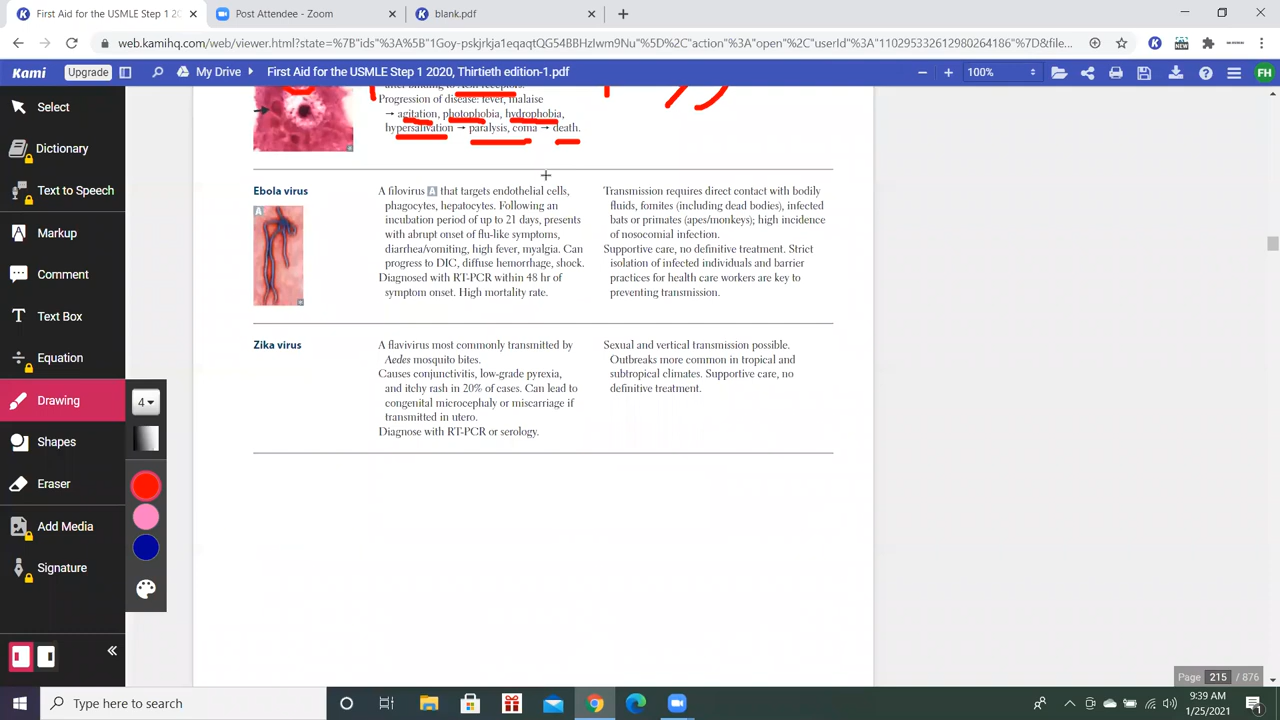 First Aid for the USMLE Step 1 20
Post Attendee - Zoom
blank.pdf
web.kamihq.com/web/viewer.html?state=%7B"ids"%3A%5B"1Goy-pskjrkja1eqaqtQG54BBHzIwm9Nu"%5D%2C"action"%3A"open"%2C"userId"%3A"110295332612980264186"%7D&file...
NEW
Kami
Upgrade
My Drive
First Aid for the USMLE Step 1 2020, Thirtieth edition-1.pdf
100%
FH
Select
Dictionary
Text to Speech
Markup
Comment
Text Box
Equation
Drawing
Shapes
Eraser
Add Media
Signature
4
after binding to ACh receptors.
Progression of disease: fever, malaise
→ agitation, photophobia, hydrophobia,
hypersalivation → paralysis, coma → death.
Ebola virus
A
A filovirus A that targets endothelial cells,
phagocytes, hepatocytes. Following an
incubation period of up to 21 days, presents
with abrupt onset of flu-like symptoms,
diarrhea/vomiting, high fever, myalgia. Can
progress to DIC, diffuse hemorrhage, shock.
Diagnosed with RT-PCR within 48 hr of
symptom onset. High mortality rate.
Transmission requires direct contact with bodily
fluids, fomites (including dead bodies), infected
bats or primates (apes/monkeys); high incidence
of nosocomial infection.
Supportive care, no definitive treatment. Strict
isolation of infected individuals and barrier
practices for health care workers are key to
preventing transmission.
Zika virus
A flavivirus most commonly transmitted by
Aedes mosquito bites.
Causes conjunctivitis, low-grade pyrexia,
and itchy rash in 20% of cases. Can lead to
congenital microcephaly or miscarriage if
transmitted in utero.
Diagnose with RT-PCR or serology.
Sexual and vertical transmission possible.
Outbreaks more common in tropical and
subtropical climates. Supportive care, no
definitive treatment.
Page 215 / 876
Type here to search
9:39 AM
1/25/2021
1